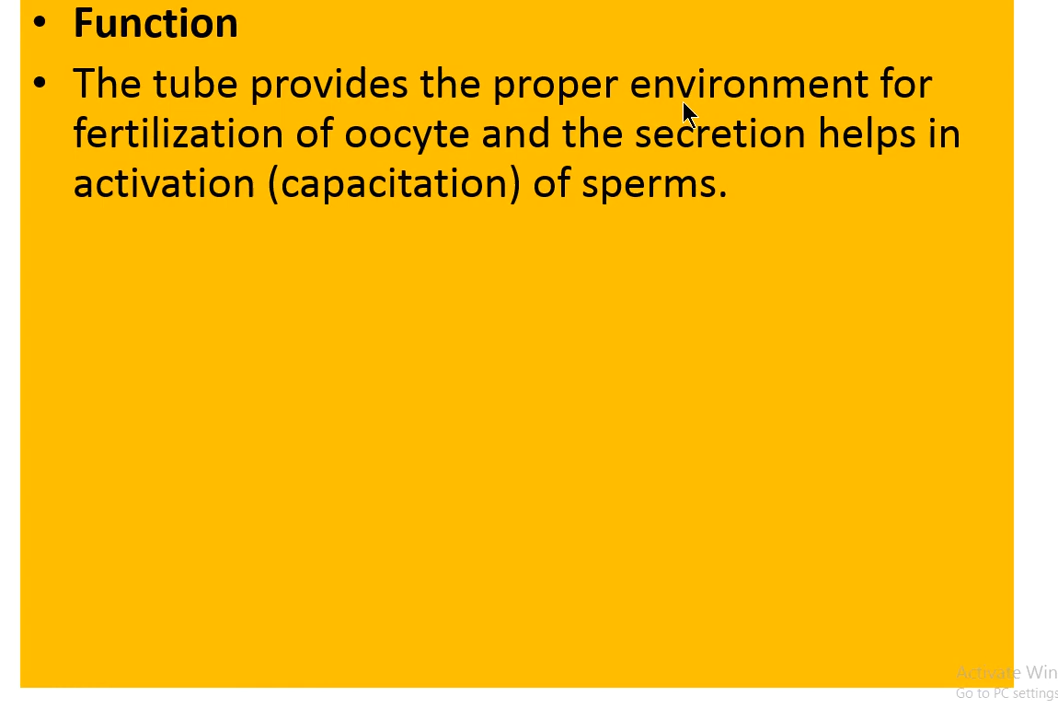 • Function
• The tube provides the proper environment for
fertilization of oocyte and the secretion helps in
activation (capacitation) of sperms.
Activate Win
Go to PC settings